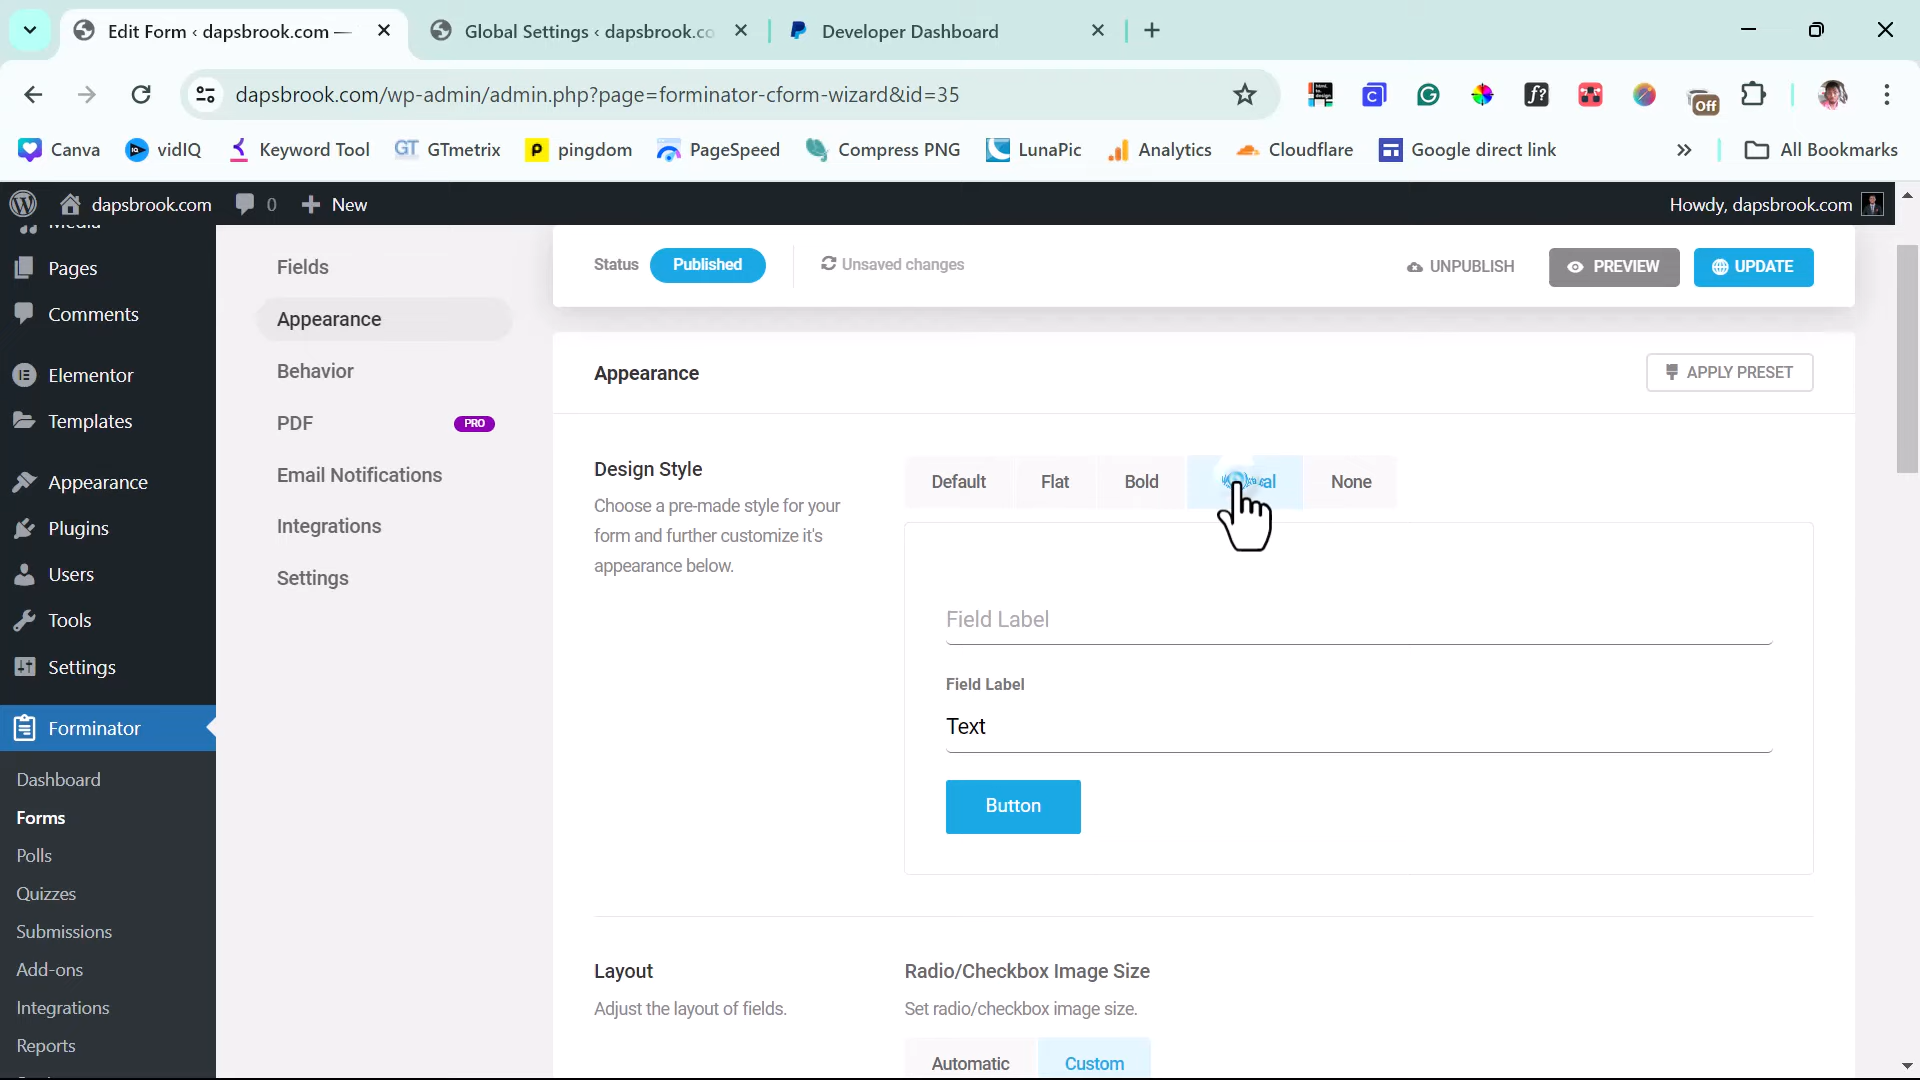 Edit Form ‹ dapsbrook.com —
Global Settings ‹ dapsbrook.co
Developer Dashboard
dapsbrook.com/wp-admin/admin.php?page=forminator-cform-wizard&id=35
Off
Canva
vidIQ
Keyword Tool
GT GTmetrix
pingdom
PageSpeed
Compress PNG
LunaPic
Analytics
Cloudflare
Google direct link
»
All Bookmarks
dapsbrook.com
0
New
Howdy, dapsbrook.com
Media
Pages
Comments
Elementor
Templates
Appearance
Plugins
Users
Tools
Settings
Forminator
Dashboard
Forms
Polls
Quizzes
Submissions
Add-ons
Integrations
Reports
Fields
Appearance
Behavior
PDF PRO
Email Notifications
Integrations
Settings
Status Published Unsaved changes UNPUBLISH PREVIEW UPDATE
Appearance APPLY PRESET
Design Style
Choose a pre-made style for your
form and further customize it's
appearance below.
Default Flat Bold None
Field Label
Field Label
Text
Button
Layout
Adjust the layout of fields.
Radio/Checkbox Image Size
Set radio/checkbox image size.
Automatic Custom